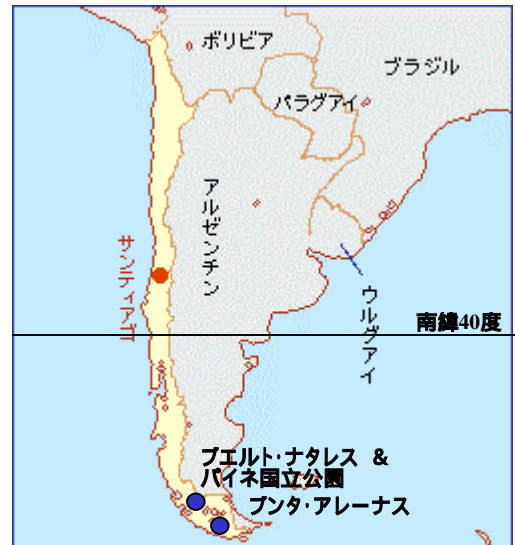 ボリビア
ブラジル
パラグアイ
アルゼンチン
サンティアゴ
ウルグアイ
南緯40度
プエルト・ナタレス &
パイネ国立公園
プンタ・アレーナス